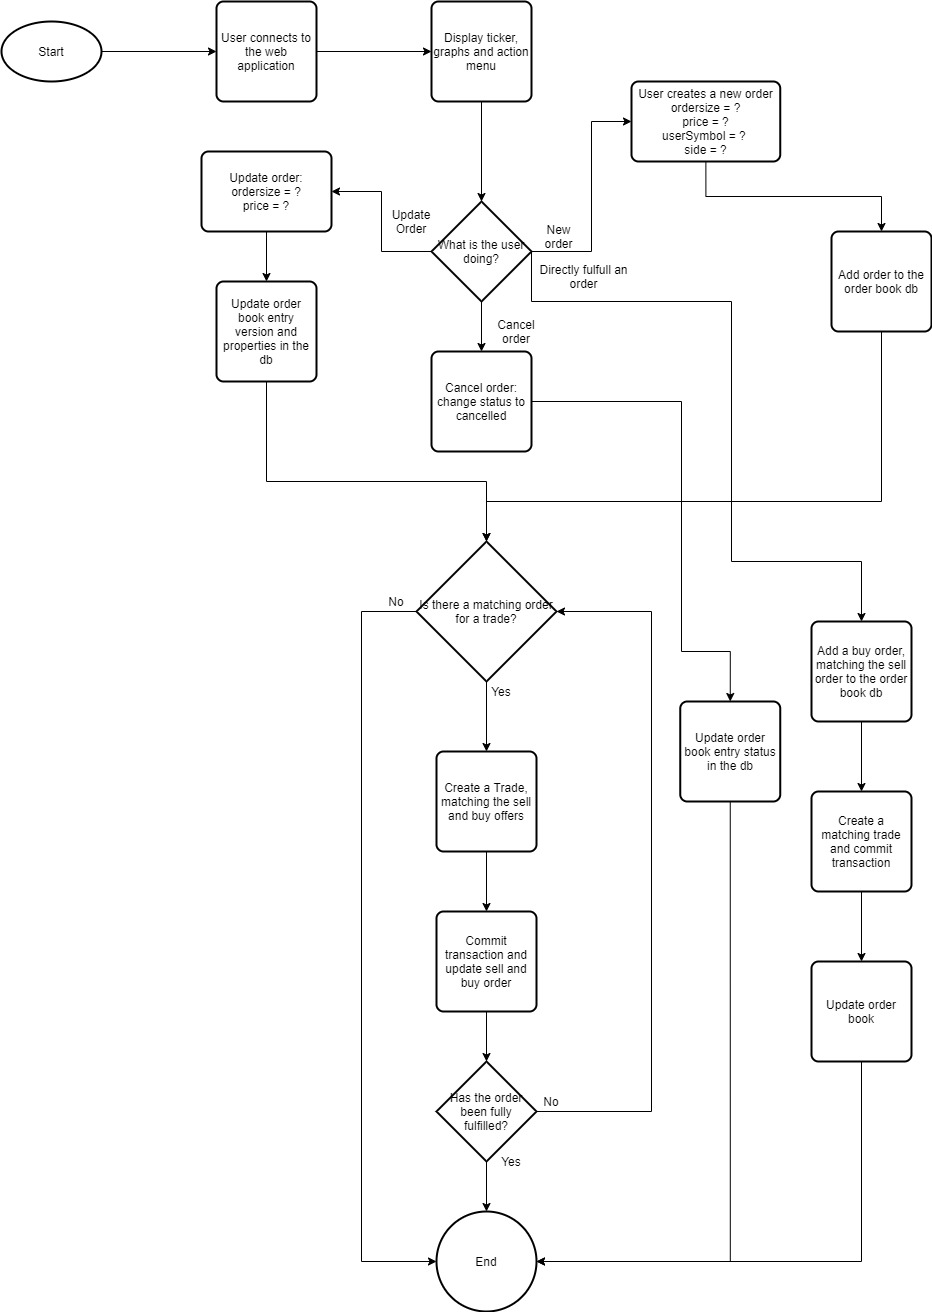 Start
User connects to
the web
application
Display ticker,
graphs and action
menu
User creates a new order
ordersize = ?
price = ?
userSymbol = ?
side = ?
Update order:
ordersize = ?
price = ?
Update
Order
What is the user
doing?
New
order
Directly fulfull an
order
Add order to the
order book db
Update order
book entry
version and
properties in the
db
Cancel
order
Cancel order:
change status to
cancelled
No
Is there a matching order
for a trade?
Yes
Add a buy order,
matching the sell
order to the order
book db
Update order
book entry status
in the db
Create a Trade,
matching the sell
and buy offers
Create a
matching trade
and commit
transaction
Commit
transaction and
update sell and
buy order
Update order
book
Has the order
been fully
fulfilled?
No
Yes
End